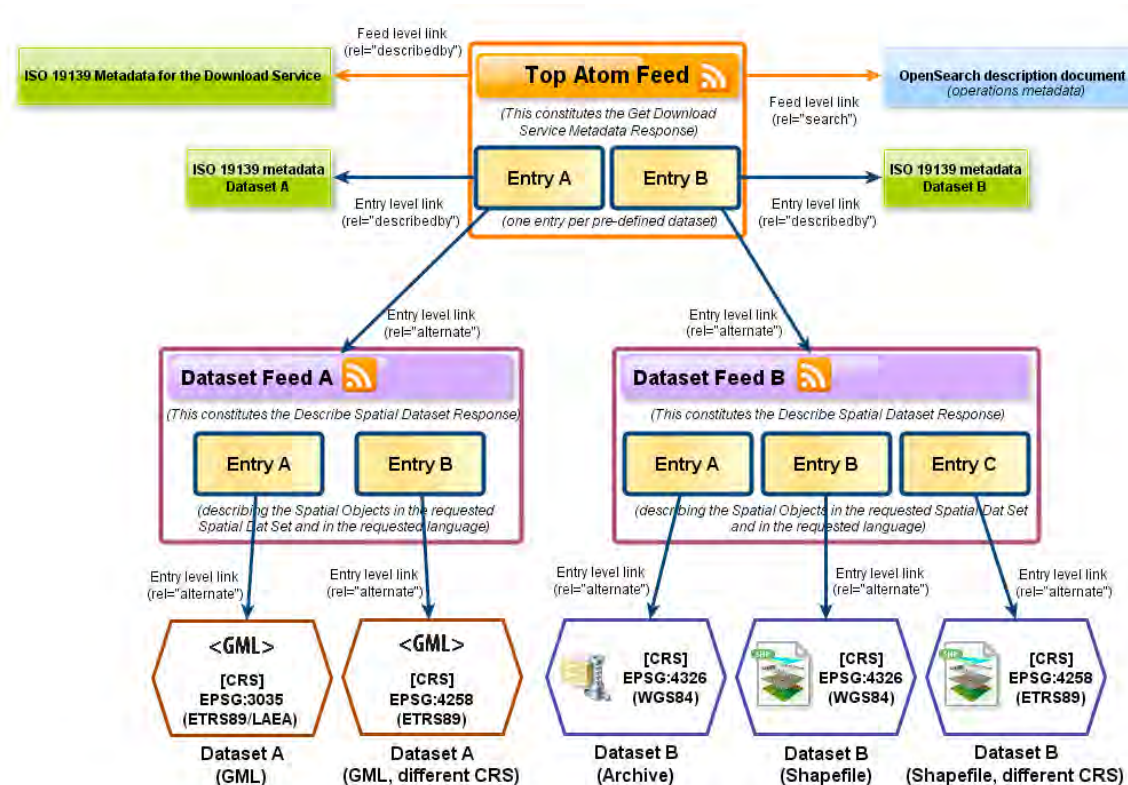 Feed level link
(rel="describedby")
ISO 19139 Metadata for the Download Service
Top Atom Feed
OpenSearch description document
(operations metadata)
(This constitutes the Get Download
Service Metadata Response)
Feed level link
(rel="search")
ISO 19139 metadata
Dataset A
Entry A
Entry B
ISO 19139 metadata
Dataset B
Entry level link
(rel="describedby")
(one entry per pre-defined dataset)
Entry level link
(rel="describedby")
Entry level link
(rel="alternate")
Entry level link
(rel="alternate")
Dataset Feed A
(This constitutes the Describe Spatial Dataset Response)
Entry A
Entry B
(describing the Spatial Objects in the requested
Spatial Dat Set and in the requested language)
Dataset Feed B
(This constitutes the Describe Spatial Dataset Response)
Entry A
Entry B
Entry C
(describing the Spatial Objects in the requested Spatial Dat Set
and in the requested language)
Entry level link
(rel="alternate")
Entry level link
(rel="alternate")
Entry level link
(rel="alternate")
Entry level link
(rel="alternate")
Entry level link
(rel="alternate")
<GML>
[CRS]
EPSG:3035
(ETRS89/LAEA)
Dataset A
(GML)
<GML>
[CRS]
EPSG:4258
(ETRS89)
Dataset A
(GML, different CRS)
[CRS]
EPSG:4326
(WGS84)
Dataset B
(Archive)
SHP
[CRS]
EPSG:4326
(WGS84)
Dataset B
(Shapefile)
SHP
[CRS]
EPSG:4258
(ETRS89)
Dataset B
(Shapefile, different CRS)